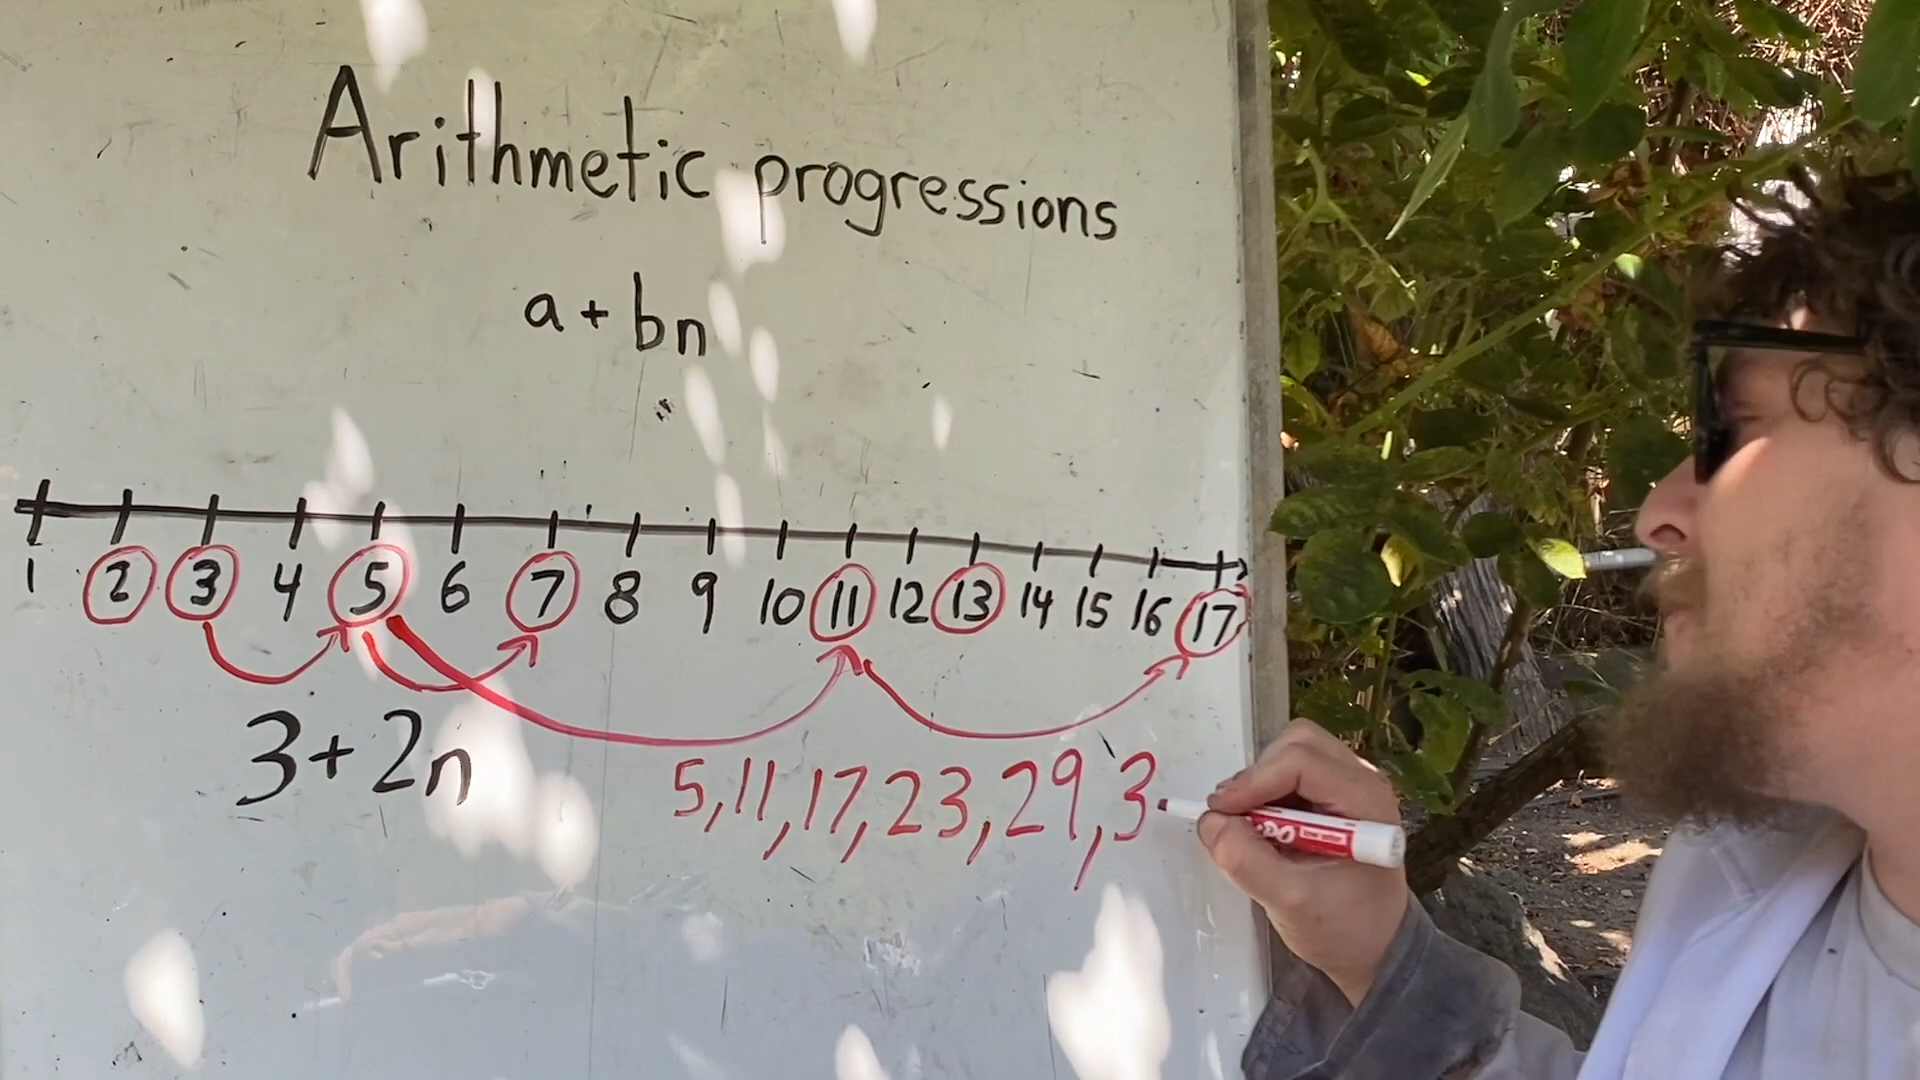 Arithmetic progressions
a + bn
1 2 3 4 5 6 7 8 9 10 11 12 13 14 15 16 17
3 + 2n
5, 11, 17, 23, 29, 3